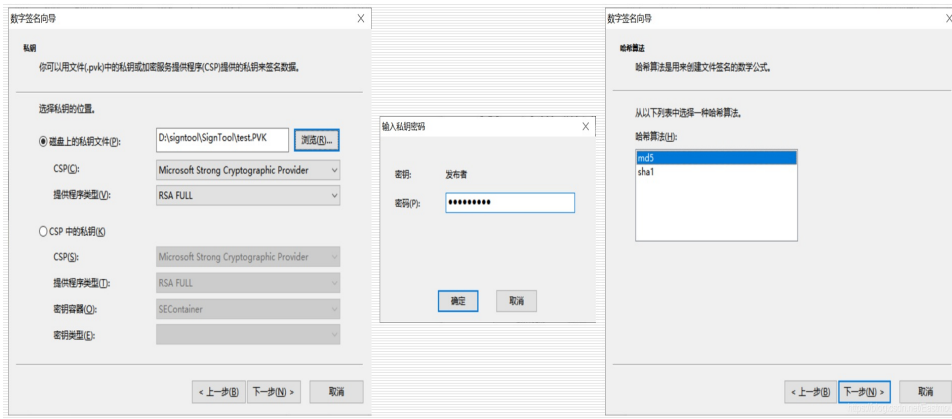 数字签名向导
私钥
你可以用文件(.pvk)中的私钥或加密服务提供程序(CSP)提供的私钥来签名数据。
选择私钥的位置。
磁盘上的私钥文件(P):
D:\signtool\SignTool\test.PVK
浏览(R)...
CSP(C):
Microsoft Strong Cryptographic Provider
提供程序类型(V):
RSA FULL
CSP 中的私钥(K)
CSP(S):
Microsoft Strong Cryptographic Provider
提供程序类型(T):
RSA FULL
密钥容器(O):
SEContainer
密钥类型(E):
< 上一步(B)
下一步(N) >
取消
输入私钥密码
密钥:
发布者
密码(P):
●●●●●●●●●
确定
取消
数字签名向导
哈希算法
哈希算法是用来创建文件签名的数学公式。
从以下列表中选择一种哈希算法。
哈希算法(H):
md5
sha1
< 上一步(B)
下一步(N) >
取消